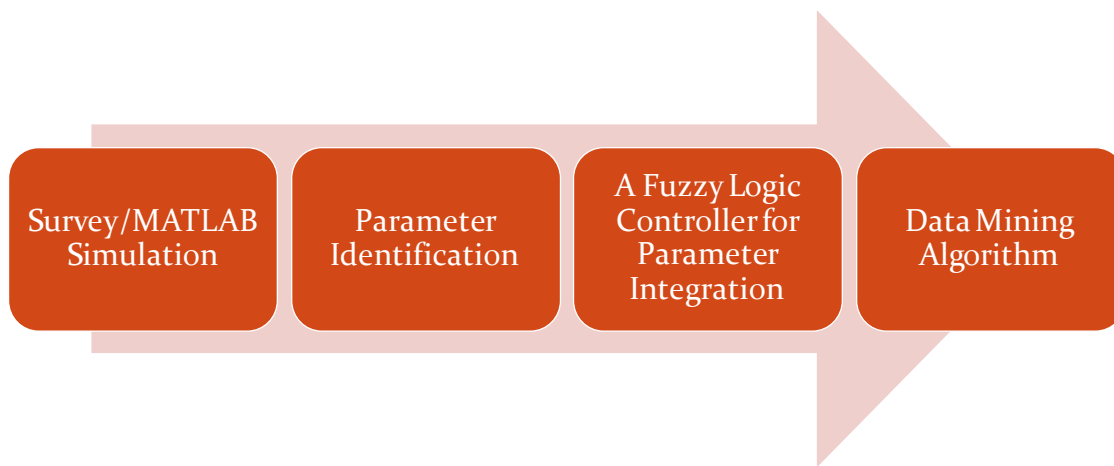 Survey/MATLAB
Simulation
Parameter
Identification
A Fuzzy Logic
Controller for
Parameter
Integration
Data Mining
Algorithm